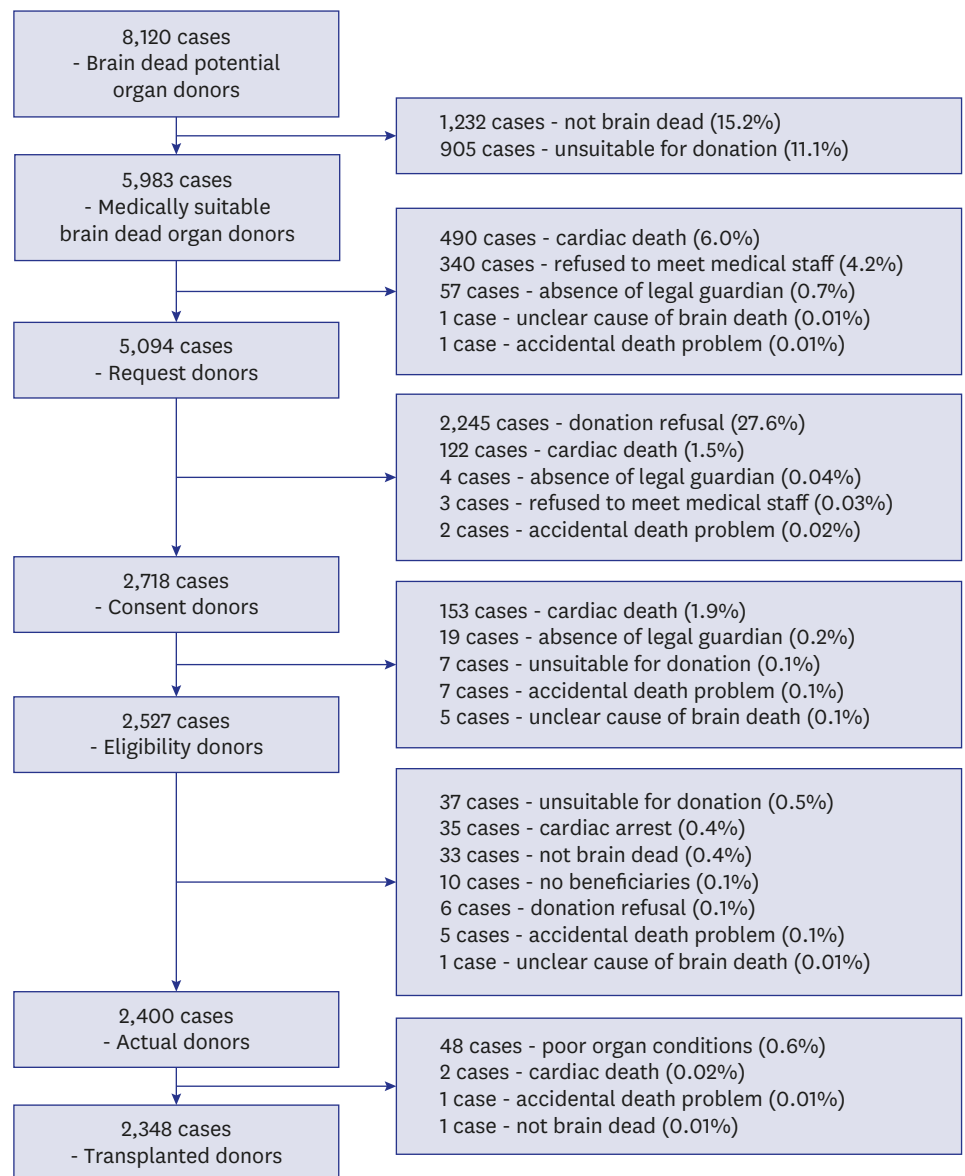 8,120 cases
- Brain dead potential
organ donors
1,232 cases - not brain dead (15.2%)
905 cases - unsuitable for donation (11.1%)
5,983 cases
- Medically suitable
brain dead organ donors
490 cases - cardiac death (6.0%)
340 cases - refused to meet medical staff (4.2%)
57 cases - absence of legal guardian (0.7%)
1 case - unclear cause of brain death (0.01%)
1 case - accidental death problem (0.01%)
5,094 cases
- Request donors
2,245 cases - donation refusal (27.6%)
122 cases - cardiac death (1.5%)
4 cases - absence of legal guardian (0.04%)
3 cases - refused to meet medical staff (0.03%)
2 cases - accidental death problem (0.02%)
2,718 cases
- Consent donors
153 cases - cardiac death (1.9%)
19 cases - absence of legal guardian (0.2%)
7 cases - unsuitable for donation (0.1%)
7 cases - accidental death problem (0.1%)
5 cases - unclear cause of brain death (0.1%)
2,527 cases
- Eligibility donors
37 cases - unsuitable for donation (0.5%)
35 cases - cardiac arrest (0.4%)
33 cases - not brain dead (0.4%)
10 cases - no beneficiaries (0.1%)
6 cases - donation refusal (0.1%)
5 cases - accidental death problem (0.1%)
1 case - unclear cause of brain death (0.01%)
2,400 cases
- Actual donors
48 cases - poor organ conditions (0.6%)
2 cases - cardiac death (0.02%)
1 case - accidental death problem (0.01%)
1 case - not brain dead (0.01%)
2,348 cases
- Transplanted donors